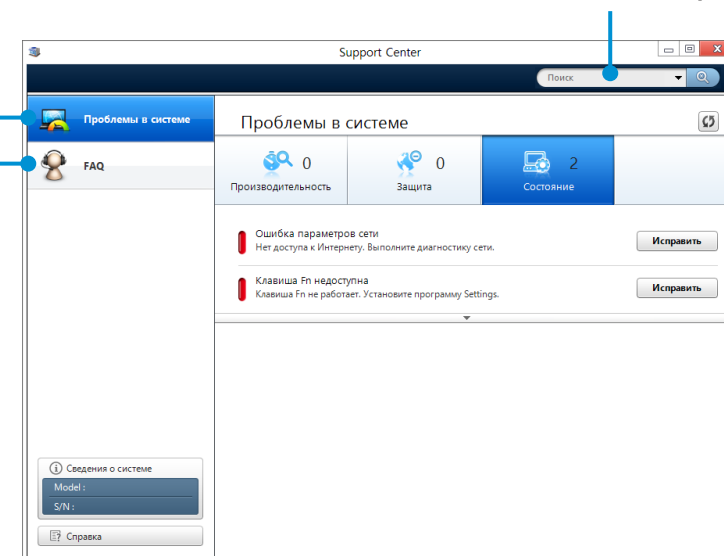 Support Center
Поиск
Проблемы в системе
FAQ
Проблемы в системе
0
Производительность
0
Защита
2
Состояние
Ошибка параметров сети
Нет доступа к Интернету. Выполните диагностику сети.
Исправить
Клавиша Fn недоступна
Клавиша Fn не работает. Установите программу Settings.
Исправить
Сведения о системе
Model :
S/N :
Справка